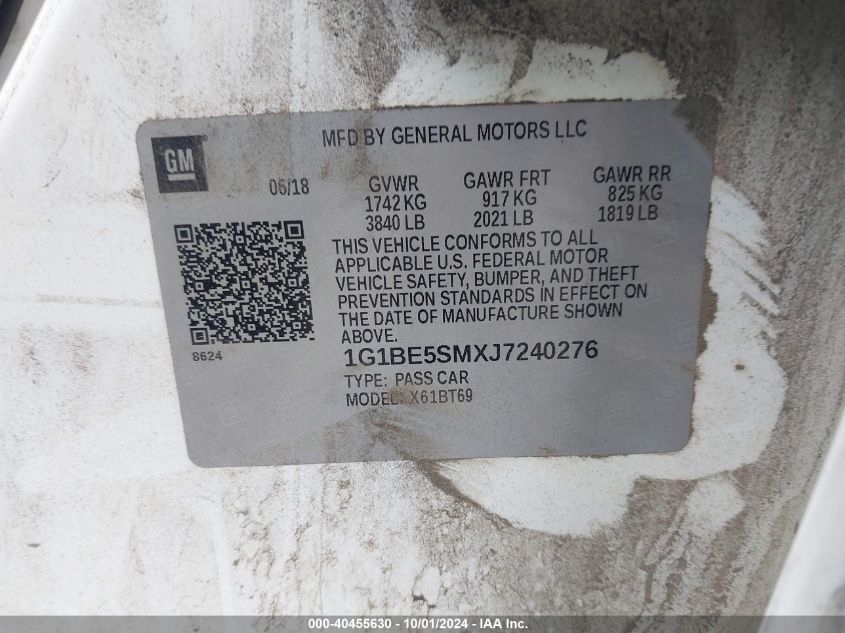 MFD BY GENERAL MOTORS LLC
GM
06/18
GVWR GAWR FRT GAWR RR
1742 KG 917 KG 825 KG
3840 LB 2021 LB 1819 LB
THIS VEHICLE CONFORMS TO ALL
APPLICABLE U.S. FEDERAL MOTOR
VEHICLE SAFETY, BUMPER, AND THEFT
PREVENTION STANDARDS IN EFFECT ON
THE DATE OF MANUFACTURE SHOWN
ABOVE.
8624
1G1BE5SMXJ7240276
TYPE: PASS CAR
MODEL: X61BT69
000-40455630 - 10/01/2024 - IAA, Inc.